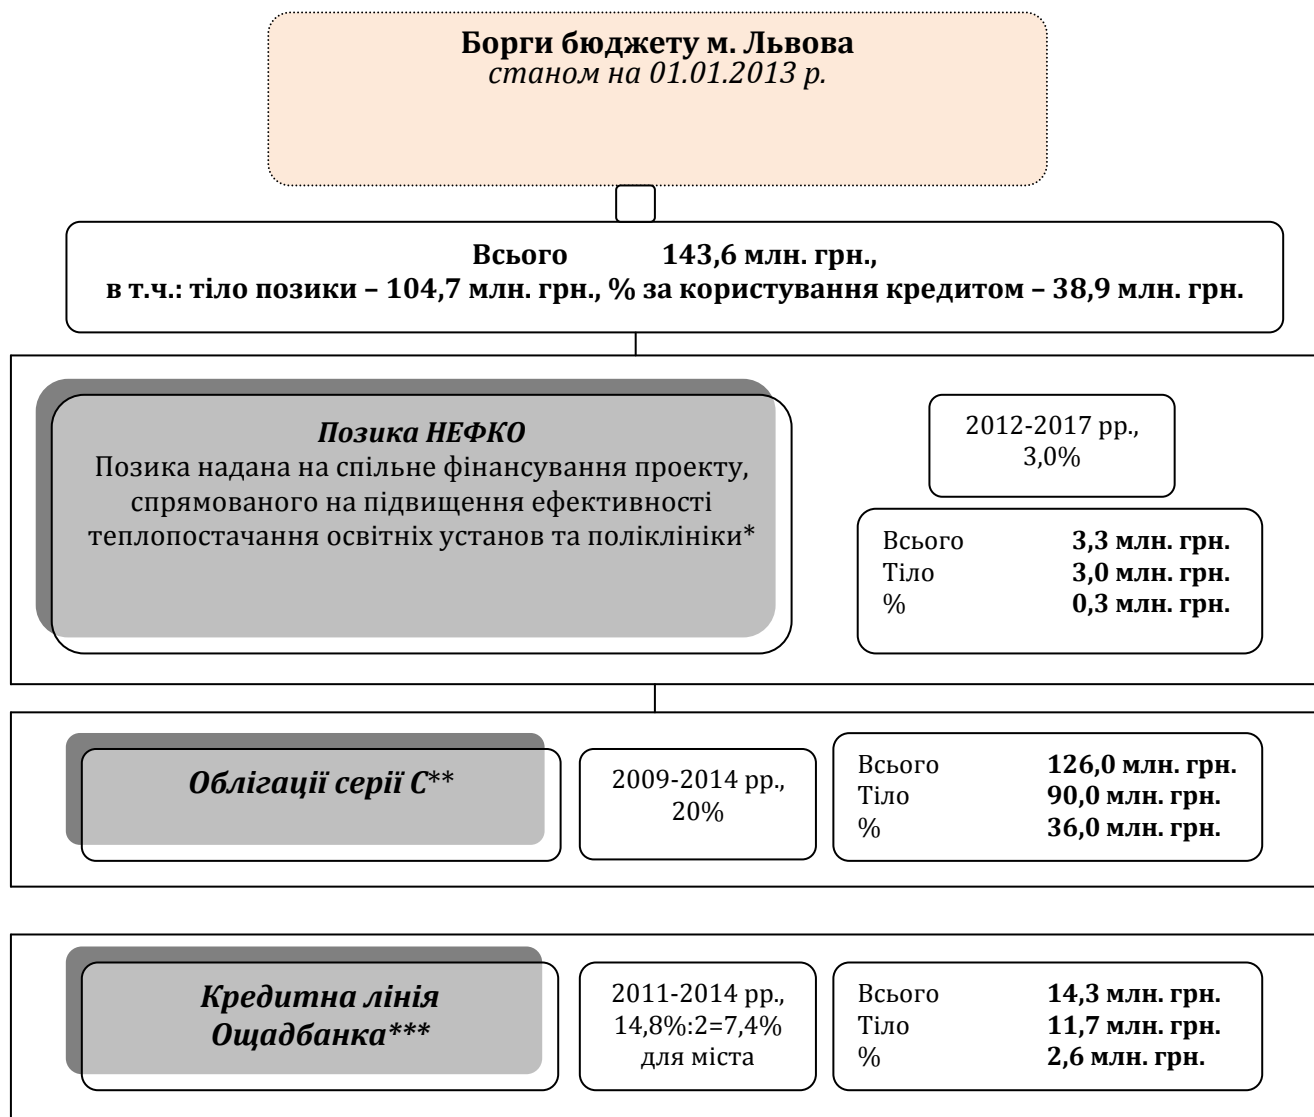 Борги бюджету м. Львова
станом на 01.01.2013 р.
Всього 143,6 млн. грн.,
в т.ч.: тіло позики – 104,7 млн. грн., % за користування кредитом – 38,9 млн. грн.
Позика НЕФКО
Позика надана на спільне фінансування проекту,
спрямованого на підвищення ефективності
теплопостачання освітніх установ та поліклініки*
2012-2017 рр.,
3,0%
Всього 3,3 млн. грн.
Тіло 3,0 млн. грн.
% 0,3 млн. грн.
Облігації серії С**
2009-2014 рр.,
20%
Всього 126,0 млн. грн.
Тіло 90,0 млн. грн.
% 36,0 млн. грн.
Кредитна лінія
Ощадбанка***
2011-2014 рр.,
14,8%:2=7,4%
для міста
Всього 14,3 млн. грн.
Тіло 11,7 млн. грн.
% 2,6 млн. грн.